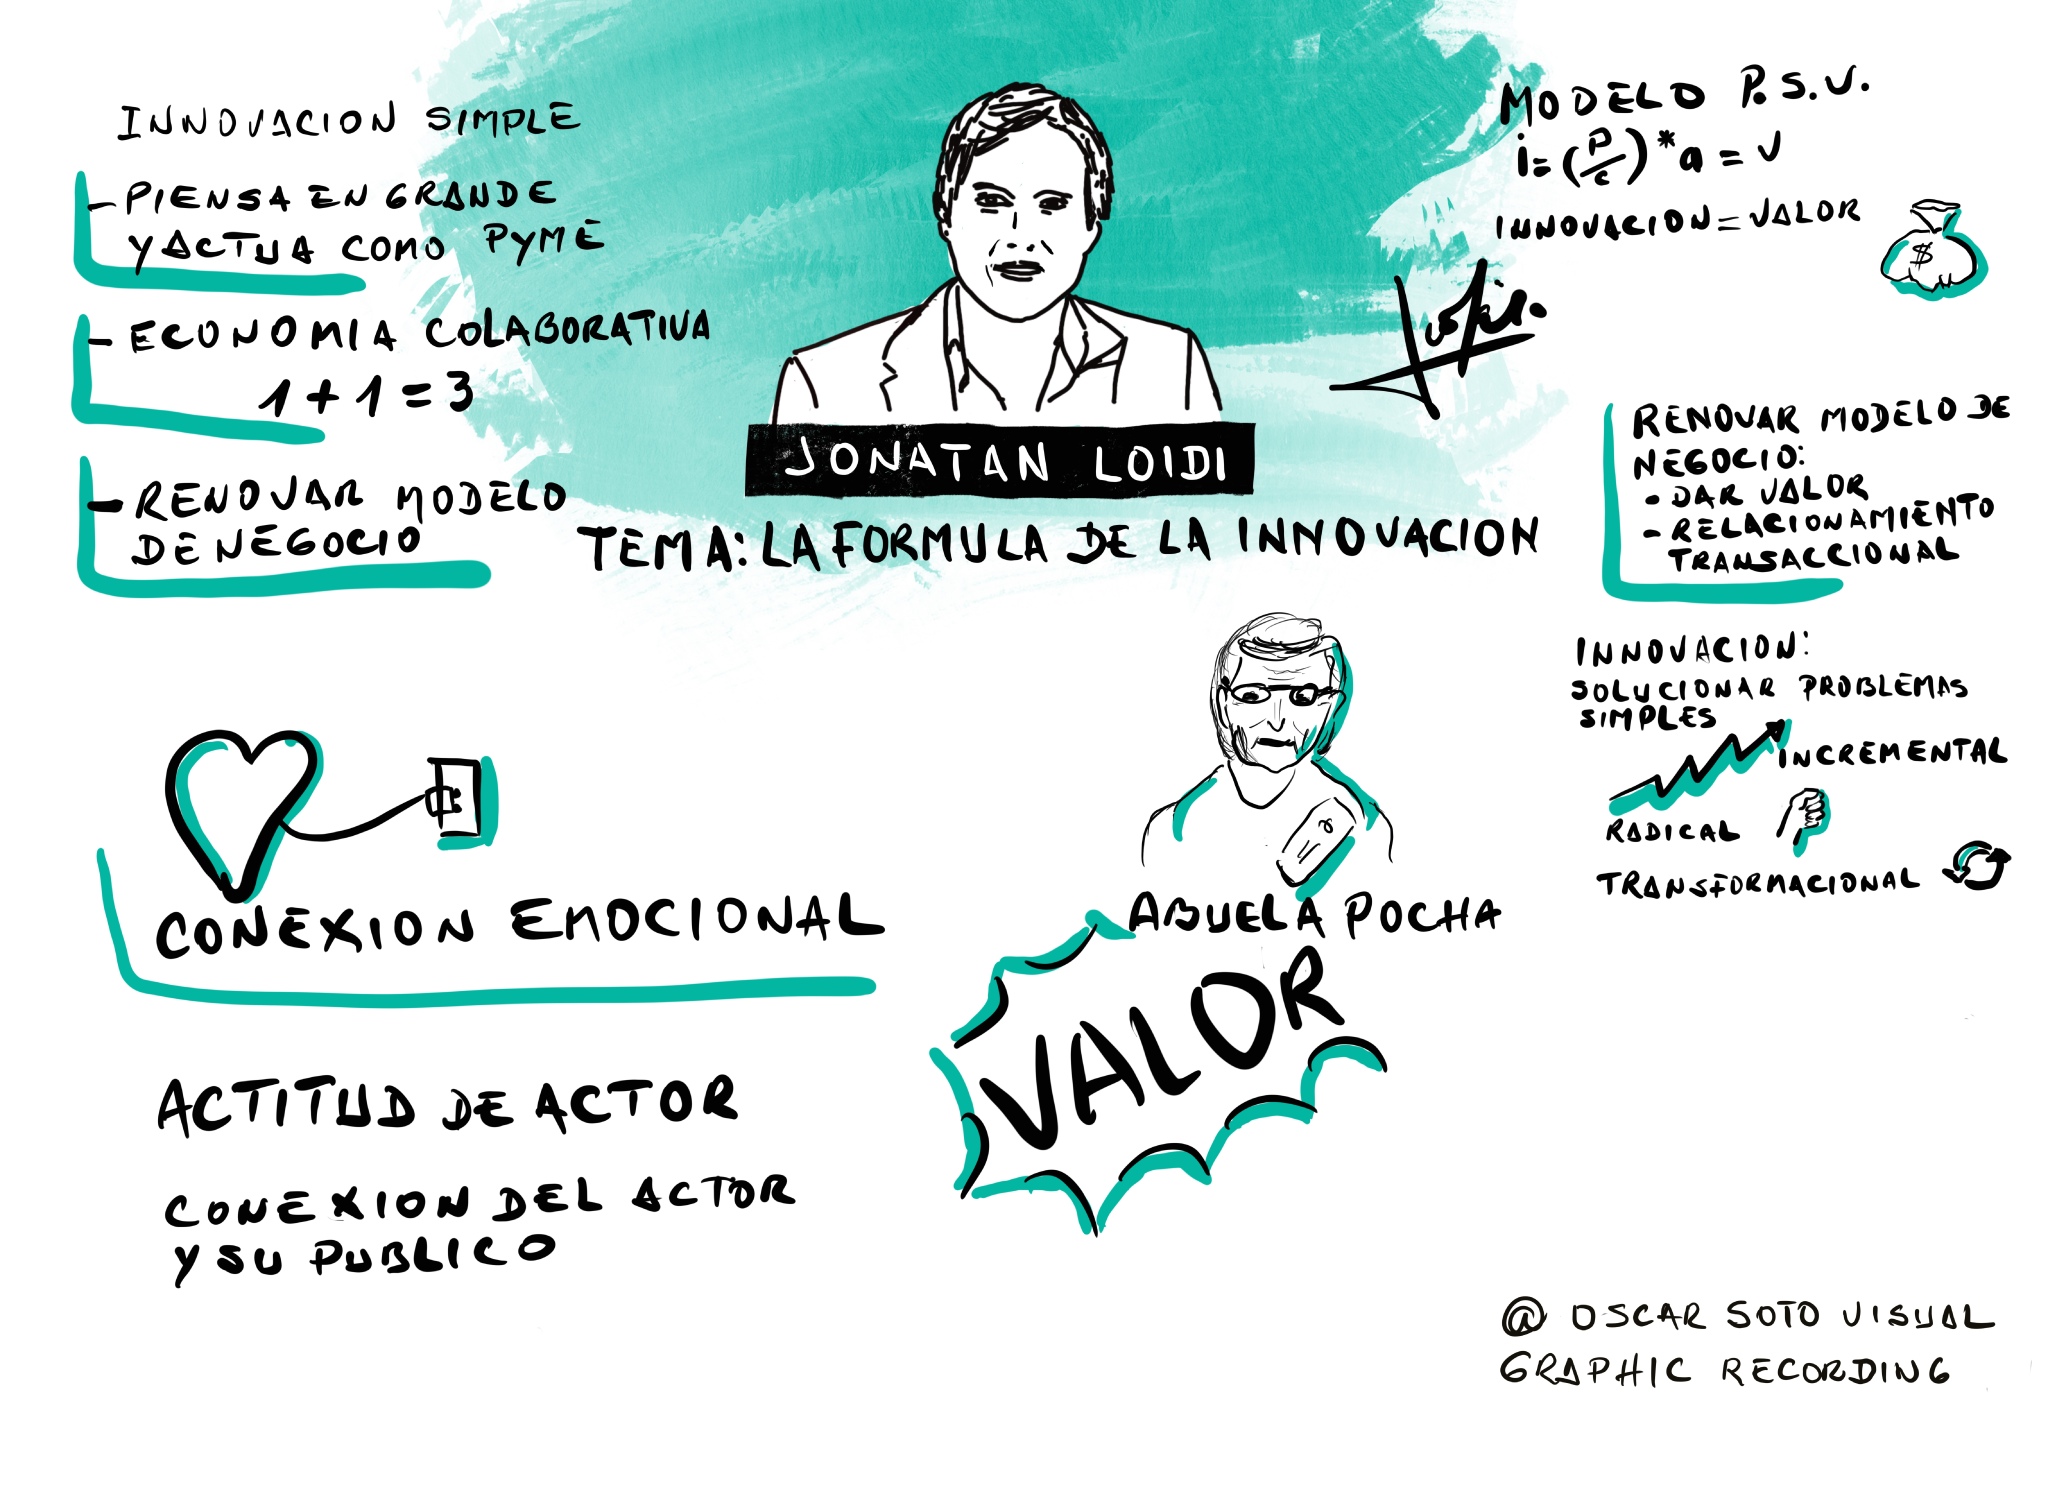 INNOVACION SIMPLE
- PIENSA EN GRANDE
Y ACTUA COMO PYME
- ECONOMIA COLABORATIVA
1+1=3
- RENOVAR MODELO
DE NEGOCIO
JONATAN LOIDI
TEMA: LA FORMULA DE LA INNOVACION
MODELO P.S.V.
i=(P/c)*a=V
INNOVACION=VALOR
$
RENOVAR MODELO DE
NEGOCIO:
- DAR VALOR
- RELACIONAMIENTO
TRANSACCIONAL
INNOVACION:
SOLUCIONAR PROBLEMAS
SIMPLES
INCREMENTAL
RADICAL
TRANSFORMACIONAL
CONEXION EMOCIONAL
ACTITUD DE ACTOR
CONEXION DEL ACTOR
Y SU PUBLICO
ABUELA POCHA
VALOR
@ OSCAR SOTO VISUAL
GRAPHIC RECORDING